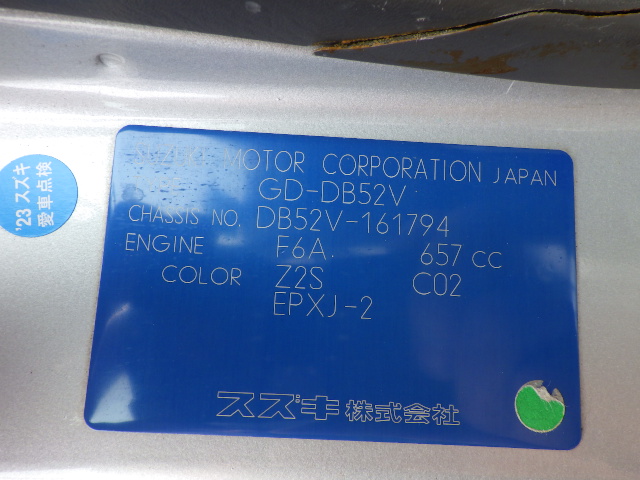 '23 スズキ
愛車点検
MOTOR CORPORATION JAPAN
GD-DB52V
CHASSIS NO. DB52V-161794
ENGINE F6A. 657 CC
COLOR Z2S C02
EPXJ-2
スズキ株式会社